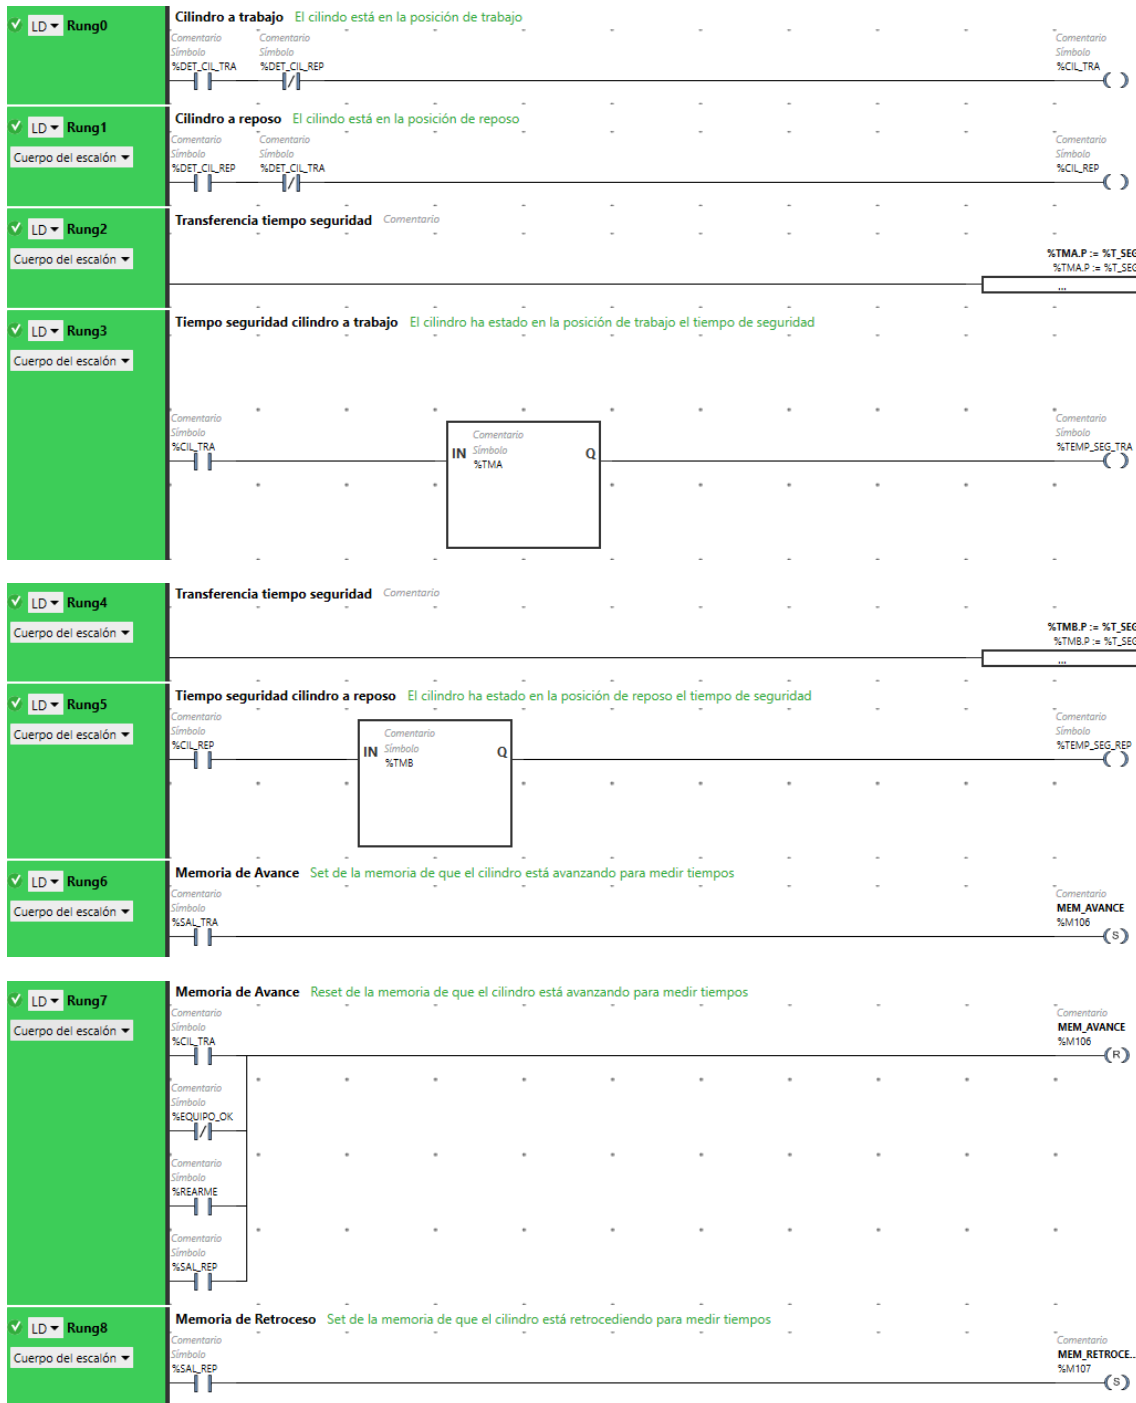 LD Rung0
Cilindro a trabajo El cilindo está en la posición de trabajo
Comentario Comentario Comentario
Símbolo Símbolo Símbolo
%DET_CIL_TRA %DET_CIL_REP %CIL_TRA
LD Rung1
Cuerpo del escalón
Cilindro a reposo El cilindo está en la posición de reposo
Comentario Comentario Comentario
Símbolo Símbolo Símbolo
%DET_CIL_REP %DET_CIL_TRA %CIL_REP
LD Rung2
Cuerpo del escalón
Transferencia tiempo seguridad Comentario
%TMA.P := %T_SEG
%TMA.P := %T_SEG
...
LD Rung3
Cuerpo del escalón
Tiempo seguridad cilindro a trabajo El cilindro ha estado en la posición de trabajo el tiempo de seguridad
Comentario Comentario Comentario
Símbolo Símbolo Símbolo
%CIL_TRA IN %TMA Q %TEMP_SEG_TRA
LD Rung4
Cuerpo del escalón
Transferencia tiempo seguridad Comentario
%TMB.P := %T_SEG
%TMB.P := %T_SEG
...
LD Rung5
Cuerpo del escalón
Tiempo seguridad cilindro a reposo El cilindro ha estado en la posición de reposo el tiempo de seguridad
Comentario Comentario Comentario
Símbolo Símbolo Símbolo
%CIL_REP IN %TMB Q %TEMP_SEG_REP
LD Rung6
Cuerpo del escalón
Memoria de Avance Set de la memoria de que el cilindro está avanzando para medir tiempos
Comentario Comentario
Símbolo MEM_AVANCE
%SAL_TRA %M106
S
LD Rung7
Cuerpo del escalón
Memoria de Avance Reset de la memoria de que el cilindro está avanzando para medir tiempos
Comentario Comentario
Símbolo MEM_AVANCE
%CIL_TRA %M106
R
Comentario
Símbolo
%EQUIPO_OK
Comentario
Símbolo
%REARME
Comentario
Símbolo
%SAL_REP
LD Rung8
Cuerpo del escalón
Memoria de Retroceso Set de la memoria de que el cilindro está retrocediendo para medir tiempos
Comentario Comentario
Símbolo MEM_RETROCE...
%SAL_REP %M107
S